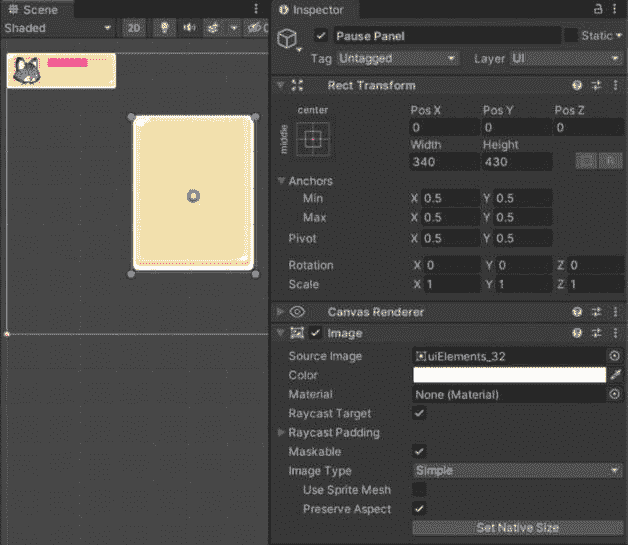 Scene
Shaded
2D
Inspector
Pause Panel
Static
Tag Untagged
Layer UI
Rect Transform
center
middle
Pos X Pos Y Pos Z
0 0 0
Width Height
340 430
R
Anchors
Min X 0.5 Y 0.5
Max X 0.5 Y 0.5
Pivot X 0.5 Y 0.5
Rotation X 0 Y 0 Z 0
Scale X 1 Y 1 Z 1
Canvas Renderer
Image
Source Image uiElements_32
Color
Material None (Material)
Raycast Target
Raycast Padding
Maskable
Image Type Simple
Use Sprite Mesh
Preserve Aspect
Set Native Size